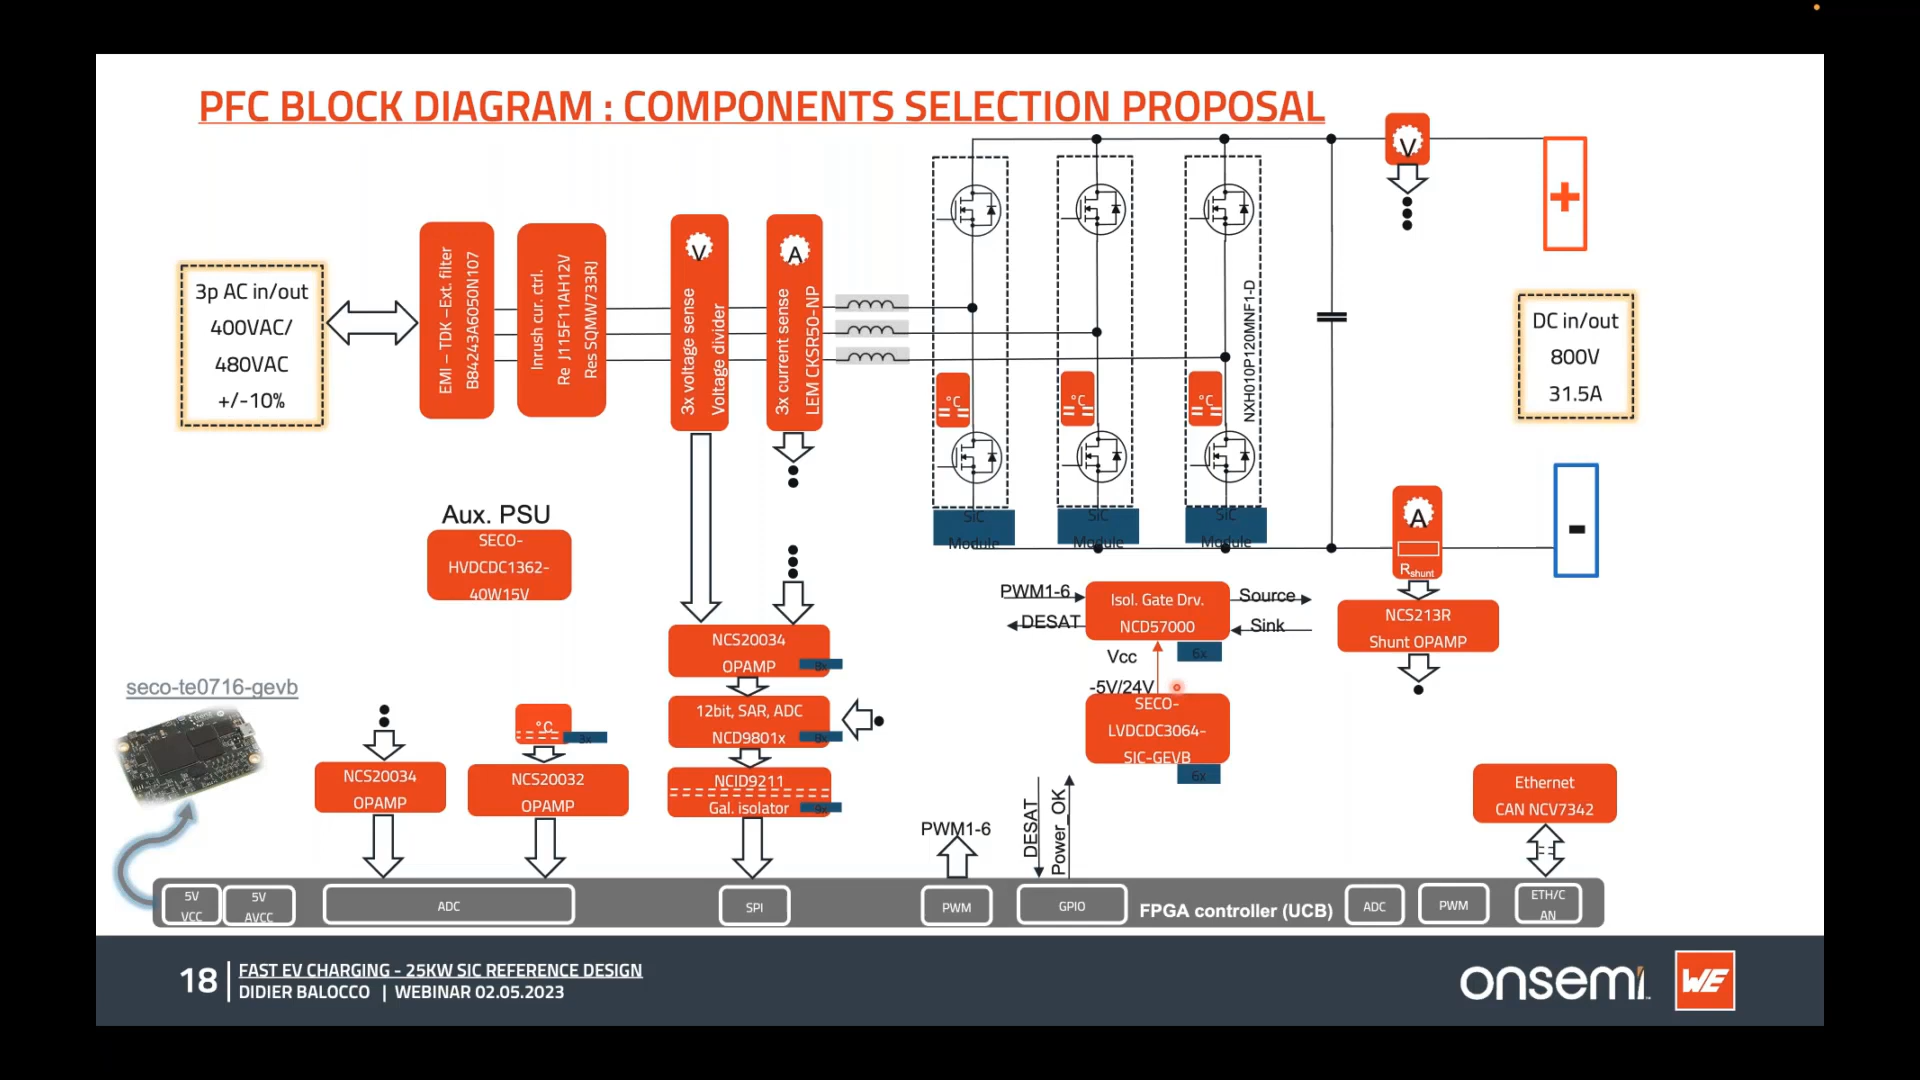 PFC BLOCK DIAGRAM : COMPONENTS SELECTION PROPOSAL
3p AC in/out
400VAC/
480VAC
+/-10%
EMI – TDK –Ext. filter
B84243A6050N107
Inrush cur. ctrl.
Re J115F11AH12V
Res SQMW733RJ
V
3x voltage sense
Voltage divider
A
3x current sense
LEM CKSR50-NP
°C
°C
°C
NXH010P120MNF1-D
SiC
Module
SiC
Module
SiC
Module
V
+
DC in/out
800V
31.5A
-
A
Rshunt
NCS213R
Shunt OPAMP
Aux. PSU
SECO-
HVDCDC1362-
40W15V
PWM1-6
DESAT
Isol. Gate Drv.
NCD57000
6x
Source
Sink
Vcc
-5V/24V
SECO-
LVDCDC3064-
SIC-GEVB
6x
NCS20034
OPAMP
12bit, SAR, ADC
NCD9801x
NCID9211
Gal. isolator
seco-te0716-gevb
NCS20034
OPAMP
°C
3x
NCS20032
OPAMP
PWM1-6
DESAT
Power_OK
Ethernet
CAN NCV7342
5V
VCC
5V
AVCC
ADC
SPI
PWM
GPIO
FPGA controller (UCB)
ADC
PWM
ETH/C
AN
18
FAST EV CHARGING - 25KW SIC REFERENCE DESIGN
DIDIER BALOCCO | WEBINAR 02.05.2023
onsemi
WE